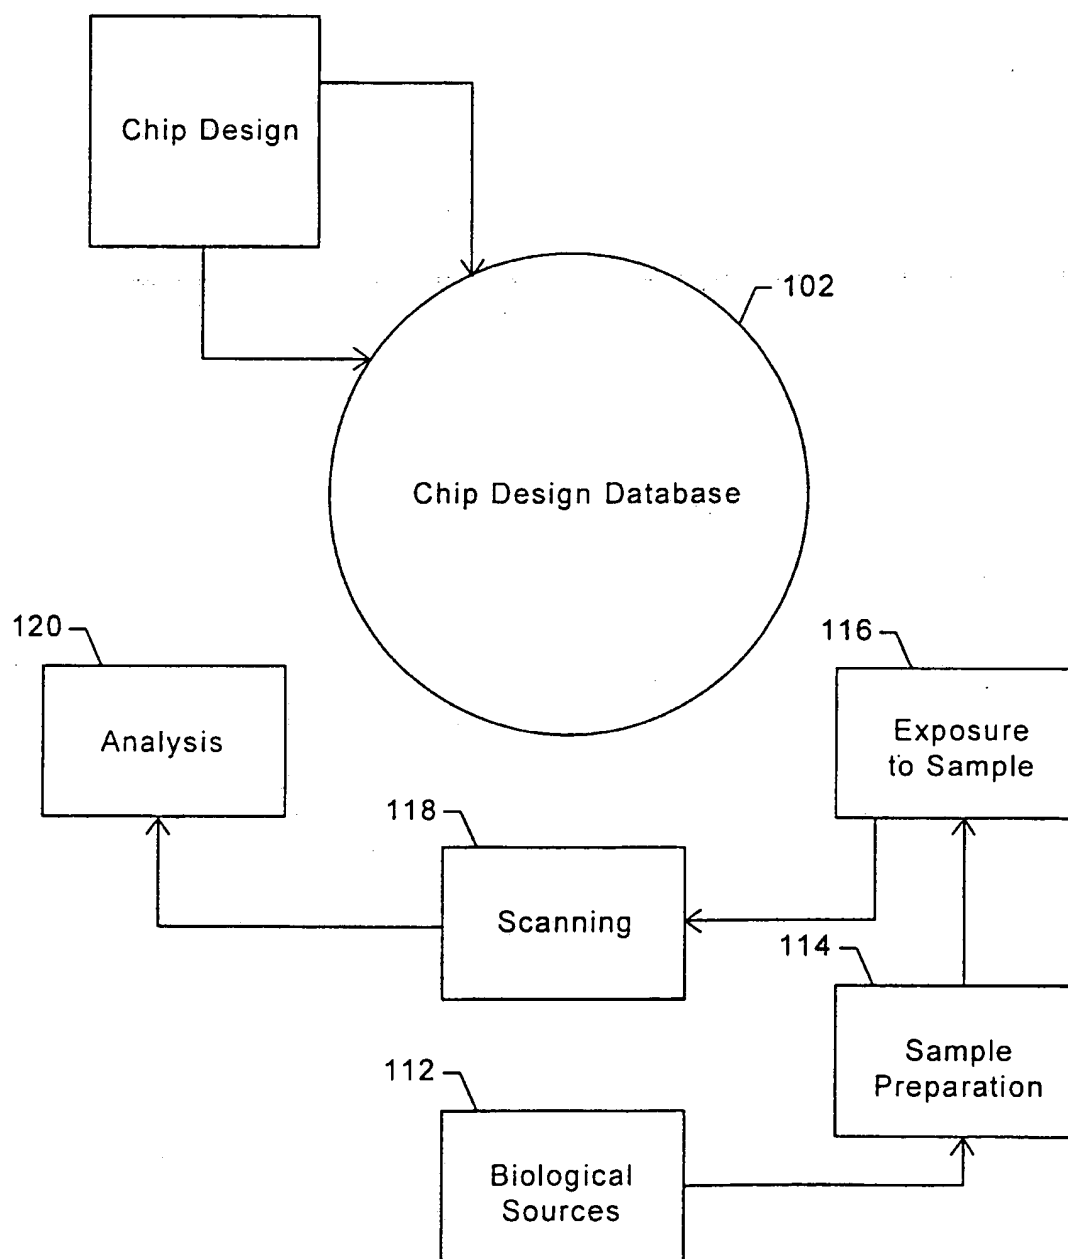 Chip Design
102
Chip Design Database
120
116
Analysis
Exposure
to Sample
118
Scanning
114
Sample
Preparation
112
Biological
Sources